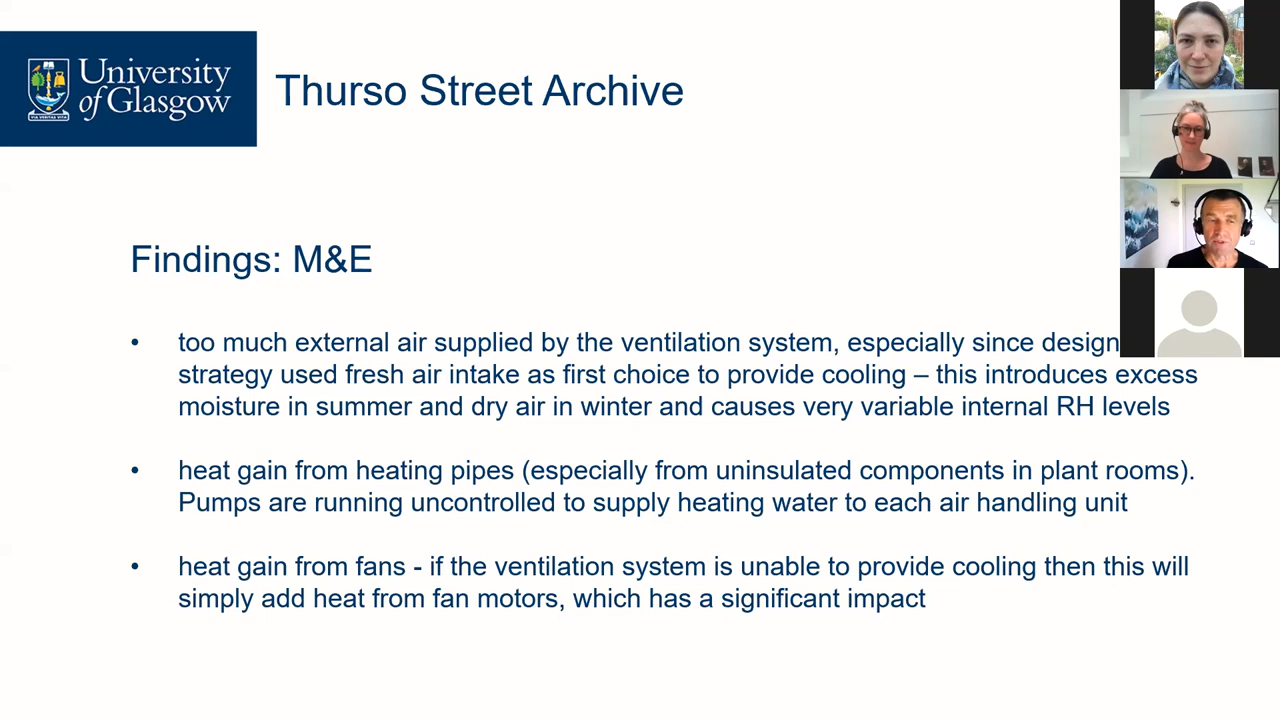 University
of Glasgow
VIA VERITAS VITA
Thurso Street Archive
Findings: M&E
• too much external air supplied by the ventilation system, especially since design
strategy used fresh air intake as first choice to provide cooling – this introduces excess
moisture in summer and dry air in winter and causes very variable internal RH levels
• heat gain from heating pipes (especially from uninsulated components in plant rooms).
Pumps are running uncontrolled to supply heating water to each air handling unit
• heat gain from fans - if the ventilation system is unable to provide cooling then this will
simply add heat from fan motors, which has a significant impact